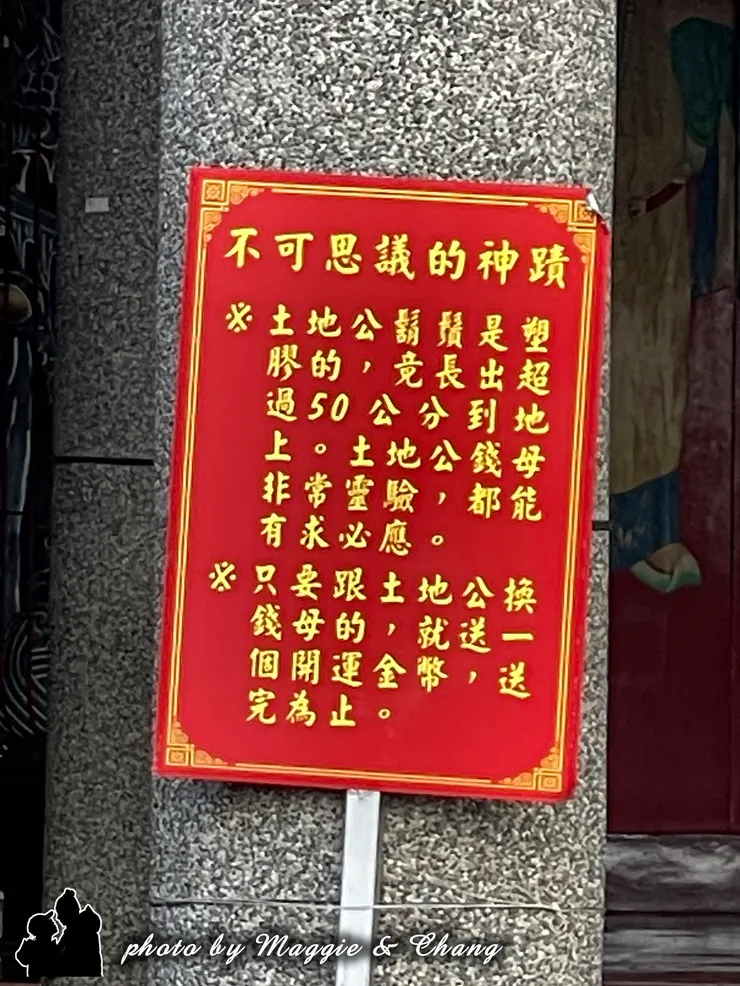 不可思議的神蹟
※土地公鬍鬚是塑
膠的，竟長出超
過50公分到地
上。土地公錢母
非常靈驗，都能
有求必應。
※只要跟土地公換
錢母的，就送一
個開運金幣，送
完為止。
photo by Maggie & Chang